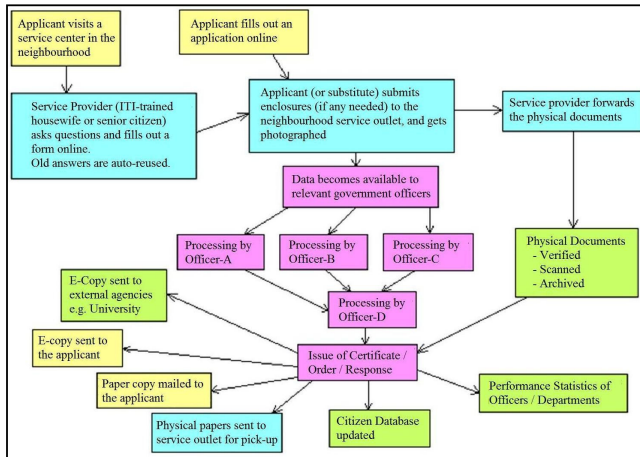 Applicant visits a
service center in the
neighbourhood
Applicant fills out an
application online
Service Provider (ITI-trained
housewife or senior citizen)
asks questions and fills out a
form online.
Old answers are auto-reused.
Applicant (or substitute) submits
enclosures (if any needed) to the
neighbourhood service outlet, and gets
photographed
Service provider forwards
the physical documents
Data becomes available to
relevant government officers
Processing by
Officer-A
Processing by
Officer-B
Processing by
Officer-C
Physical Documents
- Verified
- Scanned
- Archived
E-Copy sent to
external agencies
e.g. University
Processing by
Officer-D
E-copy sent to
the applicant
Issue of Certificate /
Order / Response
Paper copy mailed to
the applicant
Performance Statistics of
Officers / Departments
Physical papers sent to
service outlet for pick-up
Citizen Database
updated